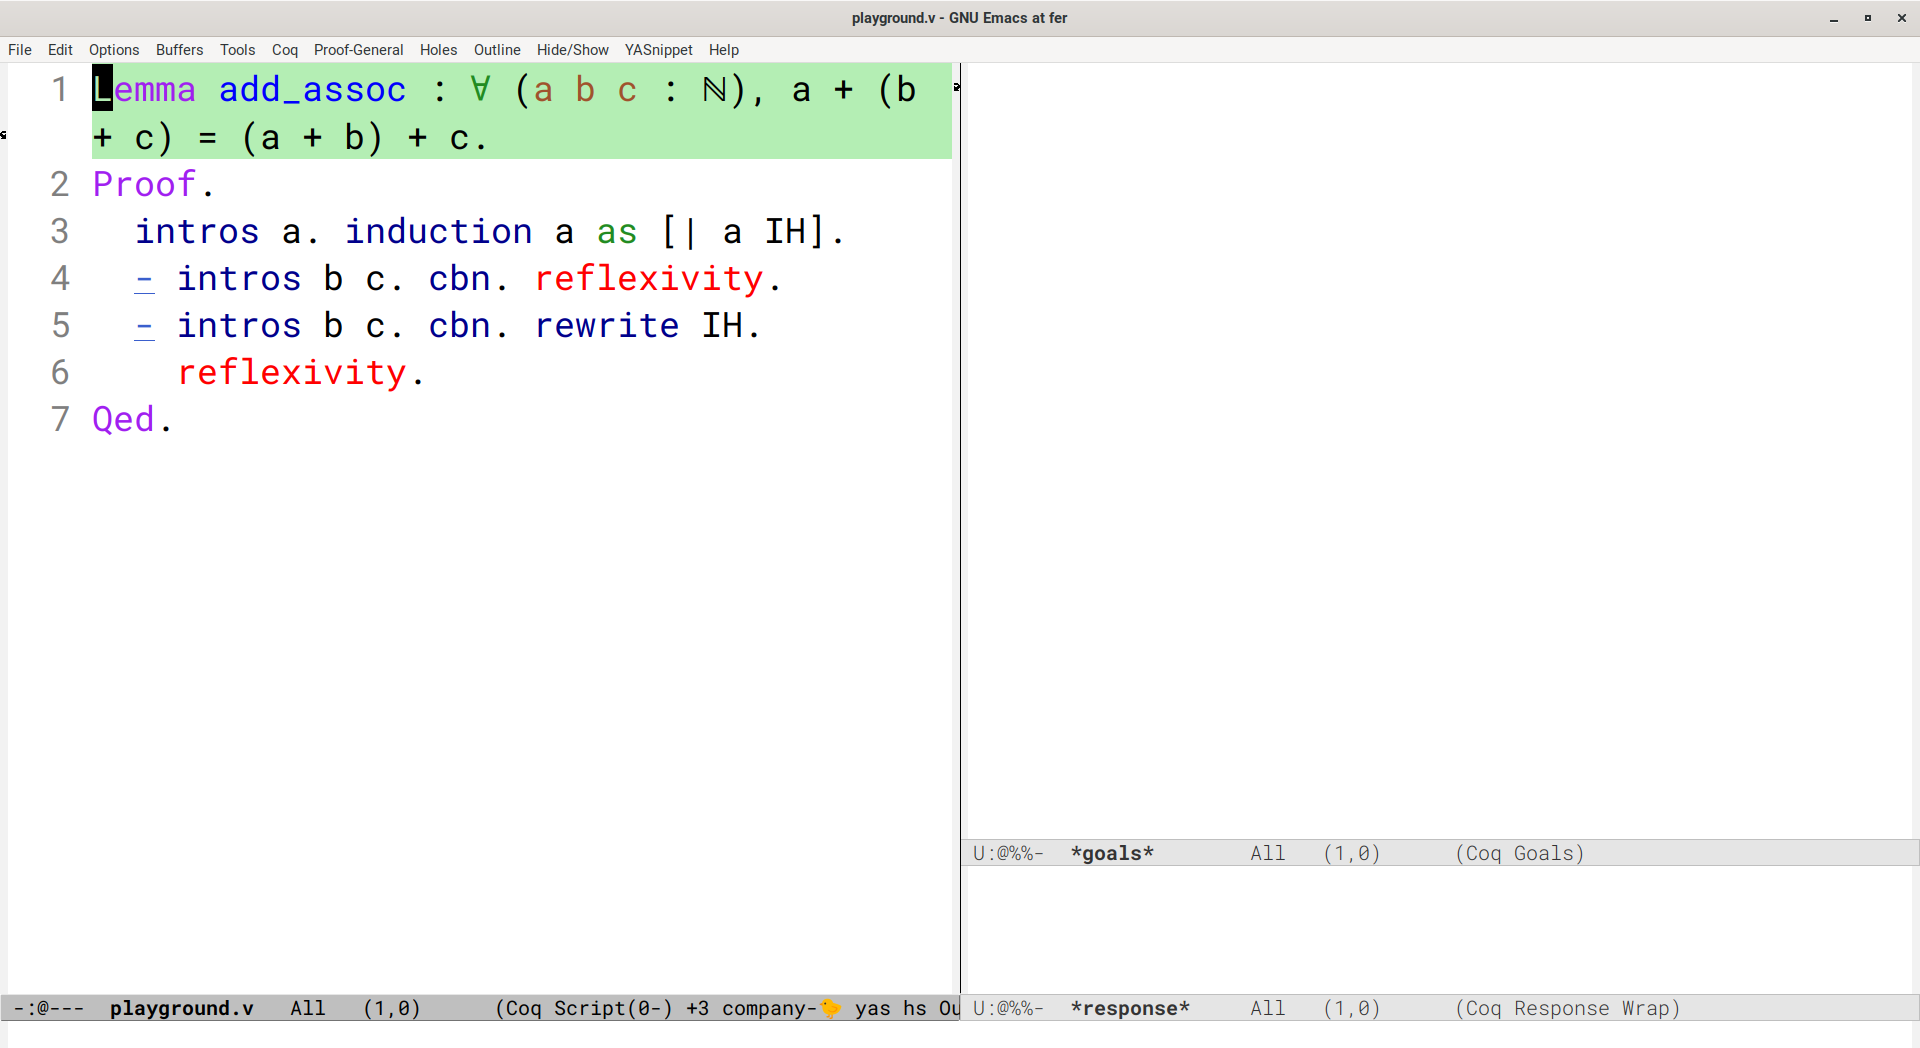 playground.v - GNU Emacs at fer
File Edit Options Buffers Tools Coq Proof-General Holes Outline Hide/Show YASnippet Help
1 Lemma add_assoc : ∀ (a b c : ℕ), a + (b
+ c) = (a + b) + c.
2 Proof.
3 intros a. induction a as [| a IH].
4 - intros b c. cbn. reflexivity.
5 - intros b c. cbn. rewrite IH.
6 reflexivity.
7 Qed.
U:@%%- *goals* All (1,0) (Coq Goals)
-:@--- playground.v All (1,0) (Coq Script(0-) +3 company-🐤 yas hs Ou
U:@%%- *response* All (1,0) (Coq Response Wrap)